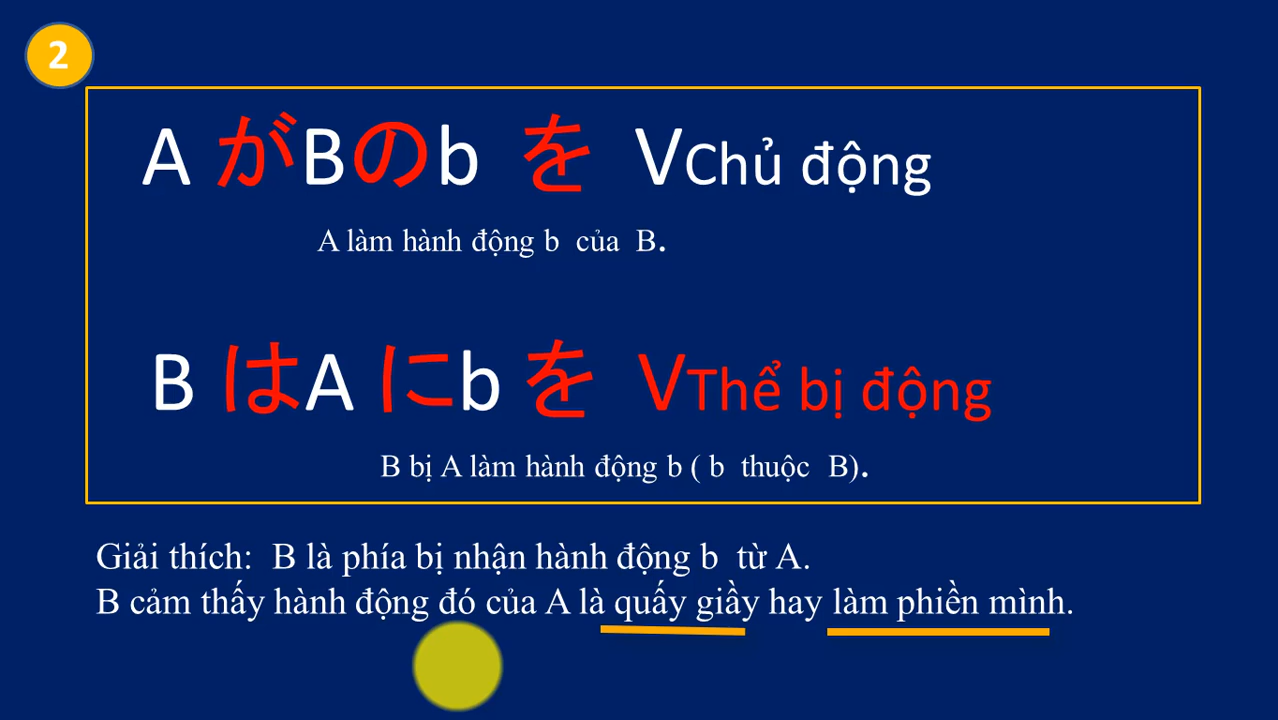 2
A がBのb を VChủ động
A làm hành động b của B.
B はA にb を VThể bị động
B bị A làm hành động b ( b thuộc B).
Giải thích: B là phía bị nhận hành động b từ A.
B cảm thấy hành động đó của A là quấy giầy hay làm phiền mình.